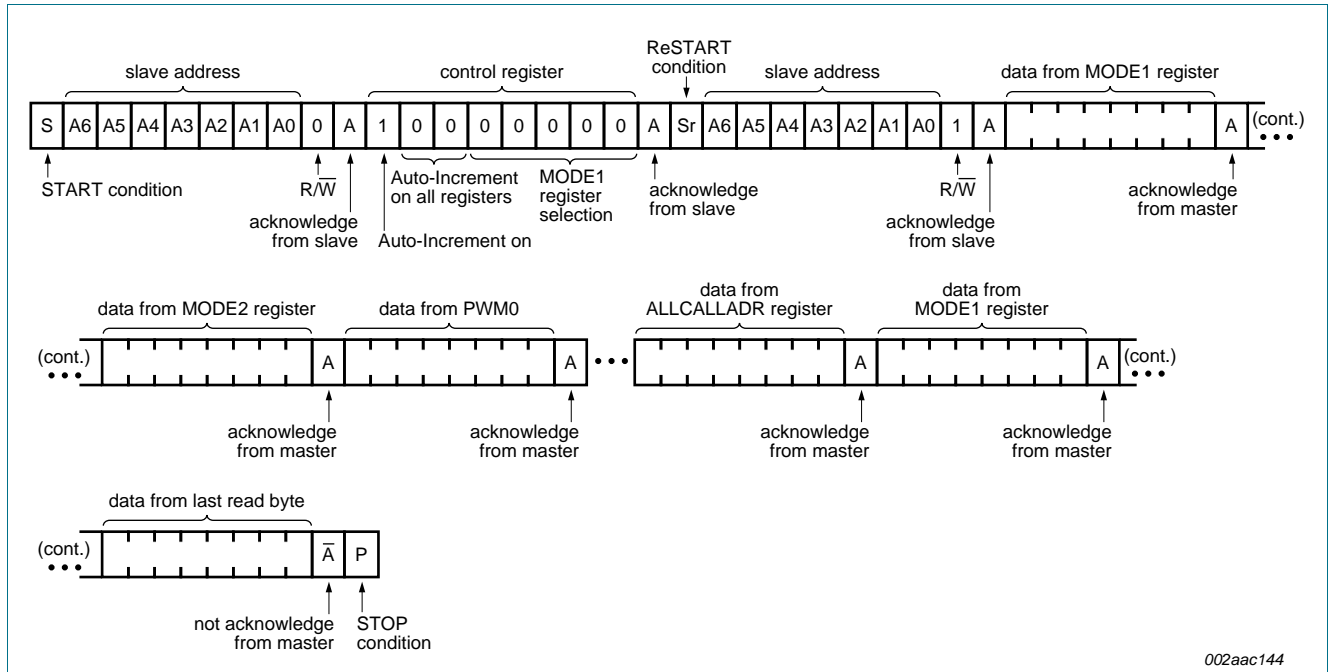 ReSTART
condition
slave address
control register
slave address
data from MODE1 register
S A6 A5 A4 A3 A2 A1 A0 0 A 1 0 0 0 0 0 0 0 A Sr A6 A5 A4 A3 A2 A1 A0 1 A A (cont.)
START condition
R/W̅
acknowledge
from slave
Auto-Increment on
Auto-Increment
on all registers
MODE1
register
selection
acknowledge
from slave
R/W̅
acknowledge
from slave
acknowledge
from master
data from MODE2 register
data from PWM0
data from
ALLCALLADR register
data from
MODE1 register
(cont.) A A A A (cont.)
acknowledge
from master
acknowledge
from master
acknowledge
from master
acknowledge
from master
data from last read byte
(cont.) A̅ P
not acknowledge
from master
STOP
condition
002aac144